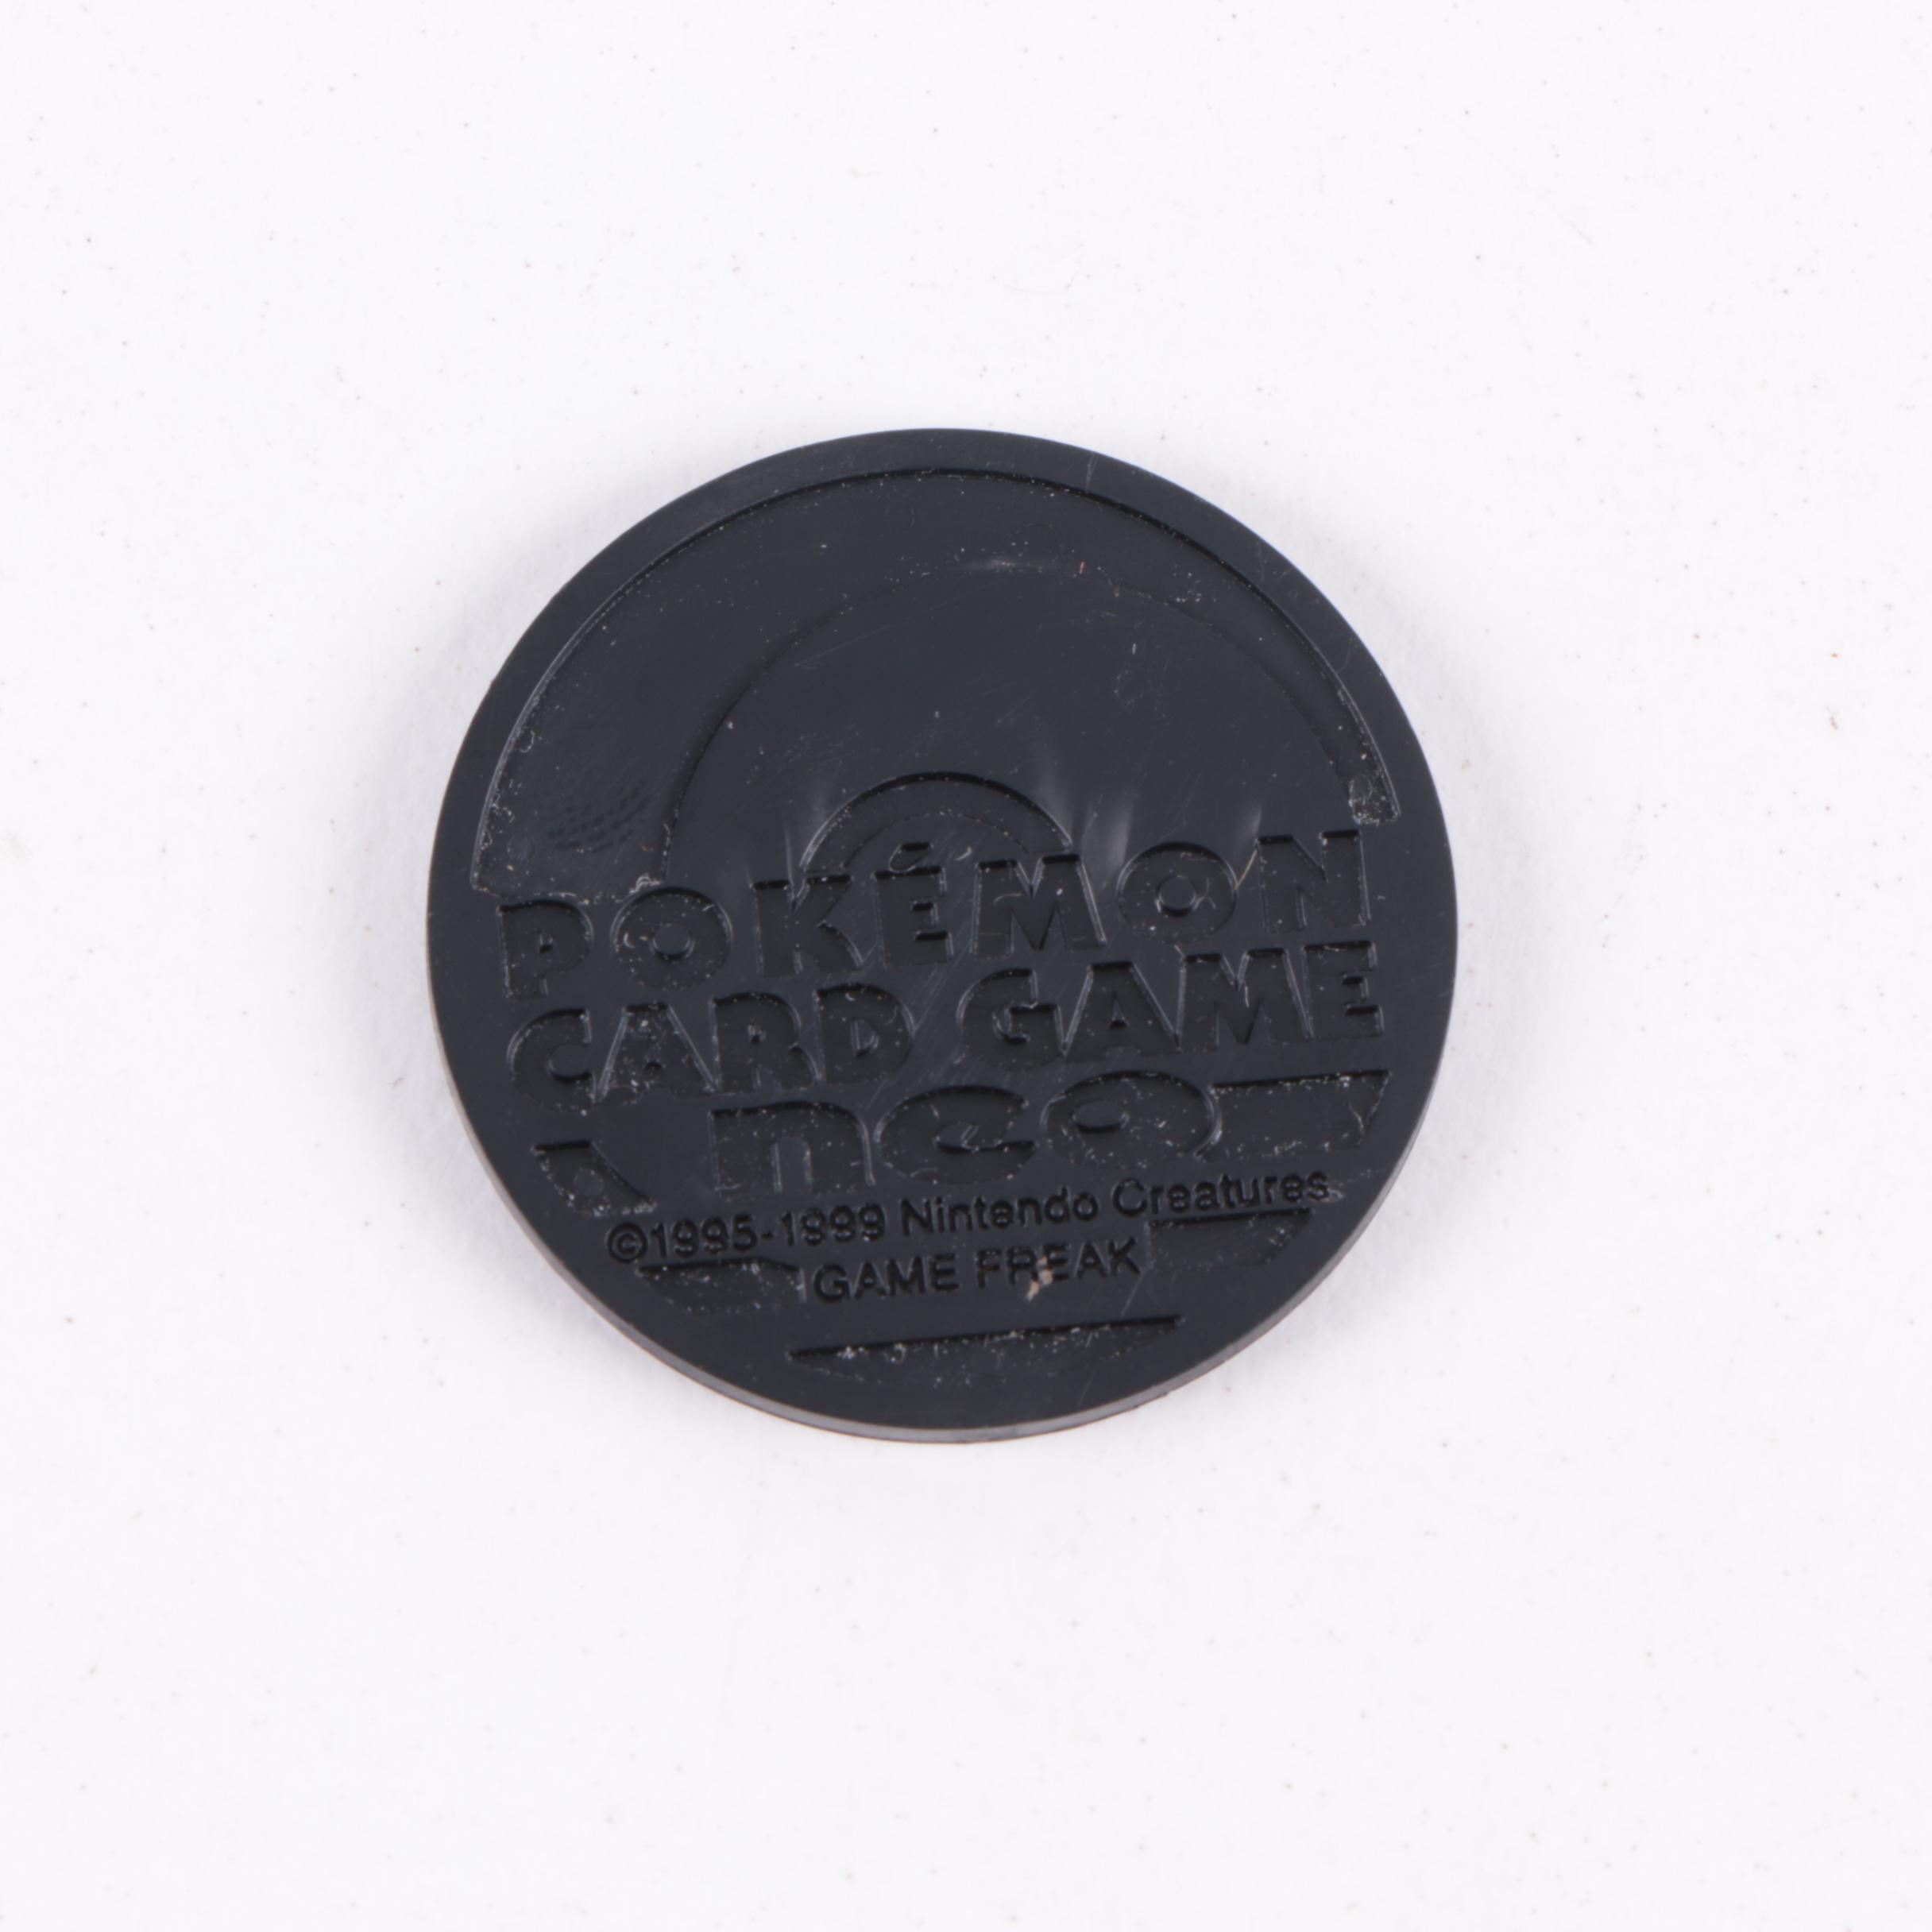 POKÉMON
CARD GAME
neo
©1995-1999 Nintendo Creatures
GAME FREAK